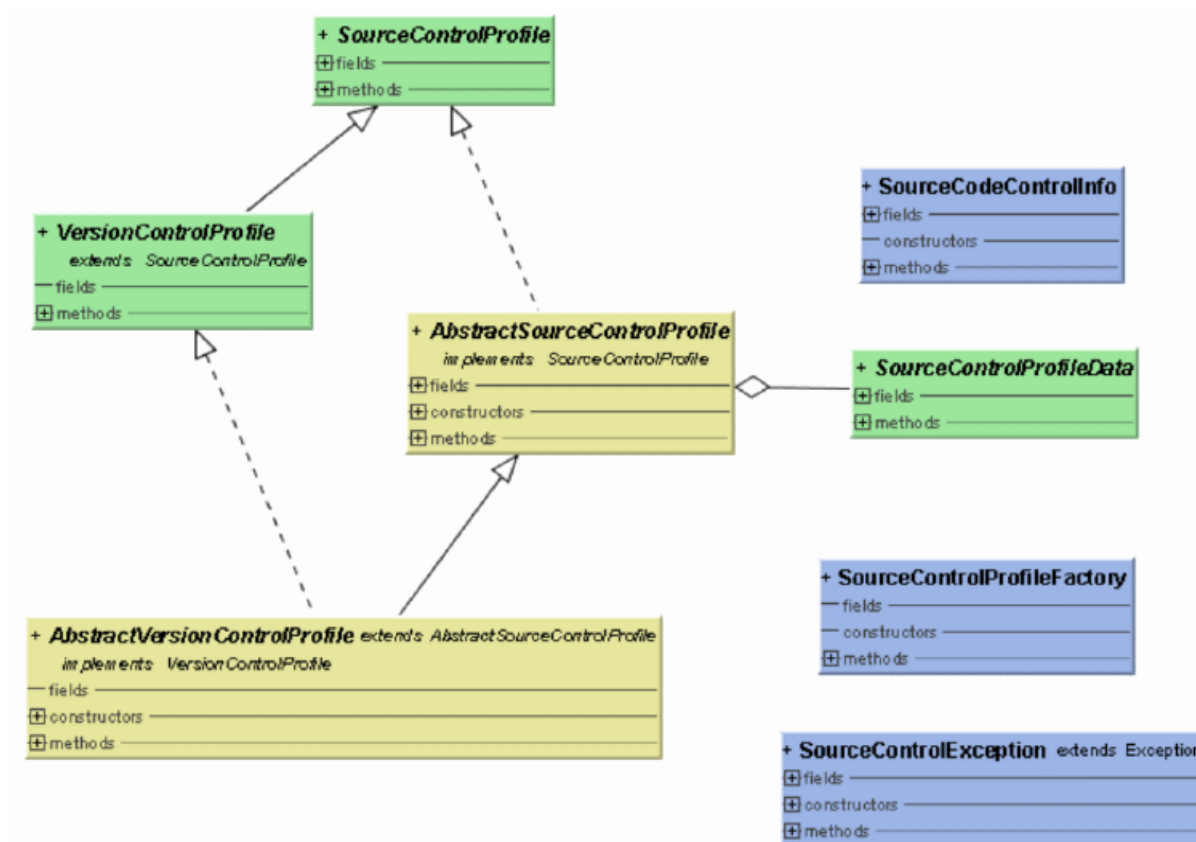 + SourceControlProfile
fields
methods
+ VersionControlProfile
extends SourceControlProfile
fields
methods
+ AbstractSourceControlProfile
implements SourceControlProfile
fields
constructors
methods
+ SourceCodeControlInfo
fields
constructors
methods
+ SourceControlProfileData
fields
methods
+ AbstractVersionControlProfile extends AbstractSourceControlProfile
implements VersionControlProfile
fields
constructors
methods
+ SourceControlProfileFactory
fields
constructors
methods
+ SourceControlException extends Exception
fields
constructors
methods